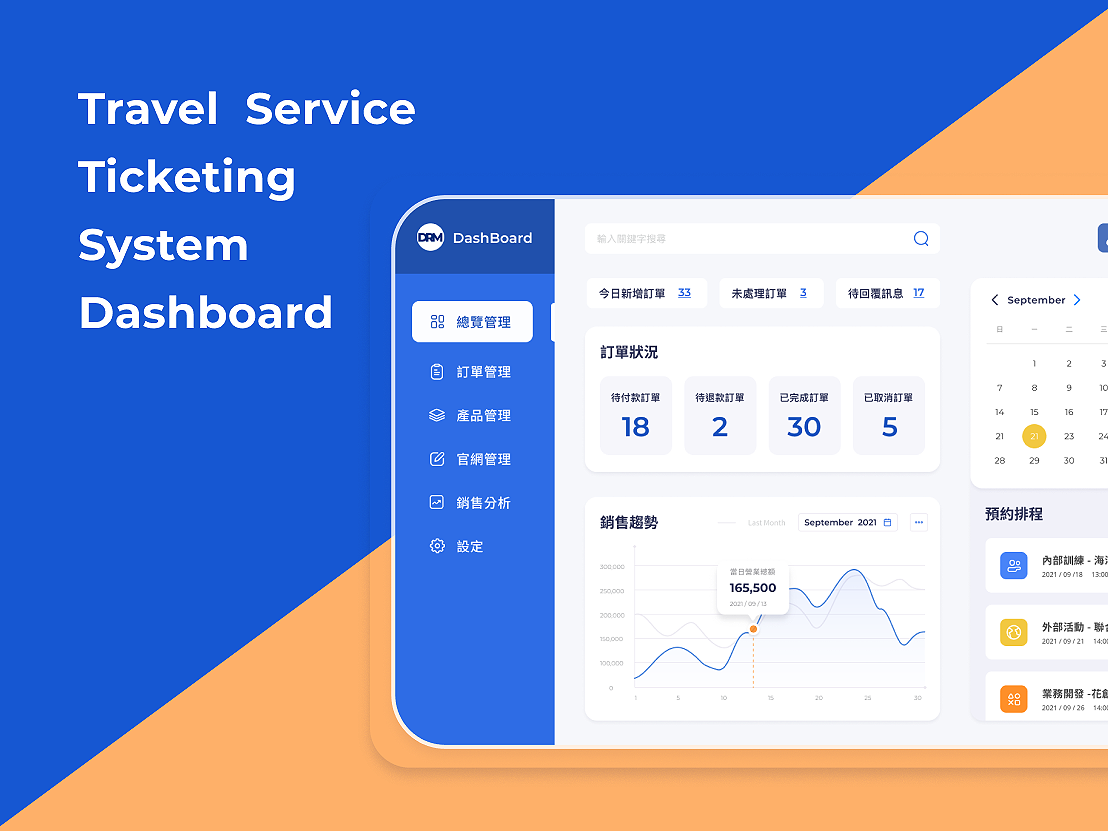 Travel Service
Ticketing
System
Dashboard
DRM DashBoard
總覽管理
訂單管理
產品管理
官網管理
銷售分析
設定
輸入關鍵字搜尋
今日新增訂單 33
未處理訂單 3
待回覆訊息 17
訂單狀況
待付款訂單
18
待退款訂單
2
已完成訂單
30
已取消訂單
5
銷售趨勢
Last Month
September 2021
300,000
250,000
200,000
150,000
100,000
0
1 5 10 15 20 25 30
當日營業總額
165,500
2021 / 09 / 13
September
日 一 二 三
1 2 3
7 8 9 10
14 15 16 17
21 21 23 24
28 29 30 31
預約排程
內部訓練 - 海
2021 / 09 /18 13:00
外部活動 - 聯
2021 / 09 / 21 14:00
業務開發 -花
2021 / 09 / 26 14:00